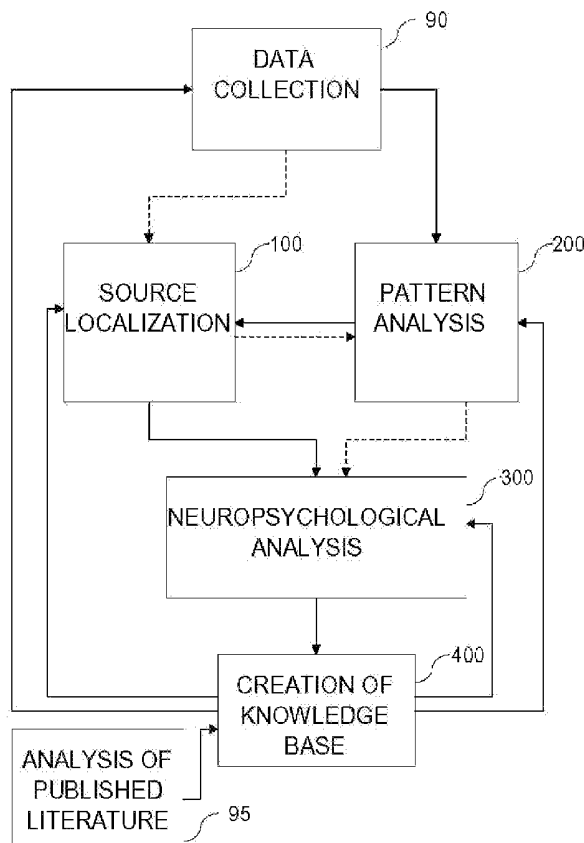 90
DATA
COLLECTION
100
SOURCE
LOCALIZATION
200
PATTERN
ANALYSIS
300
NEUROPSYCHOLOGICAL
ANALYSIS
400
CREATION OF
KNOWLEDGE
BASE
ANALYSIS OF
PUBLISHED
LITERATURE
95